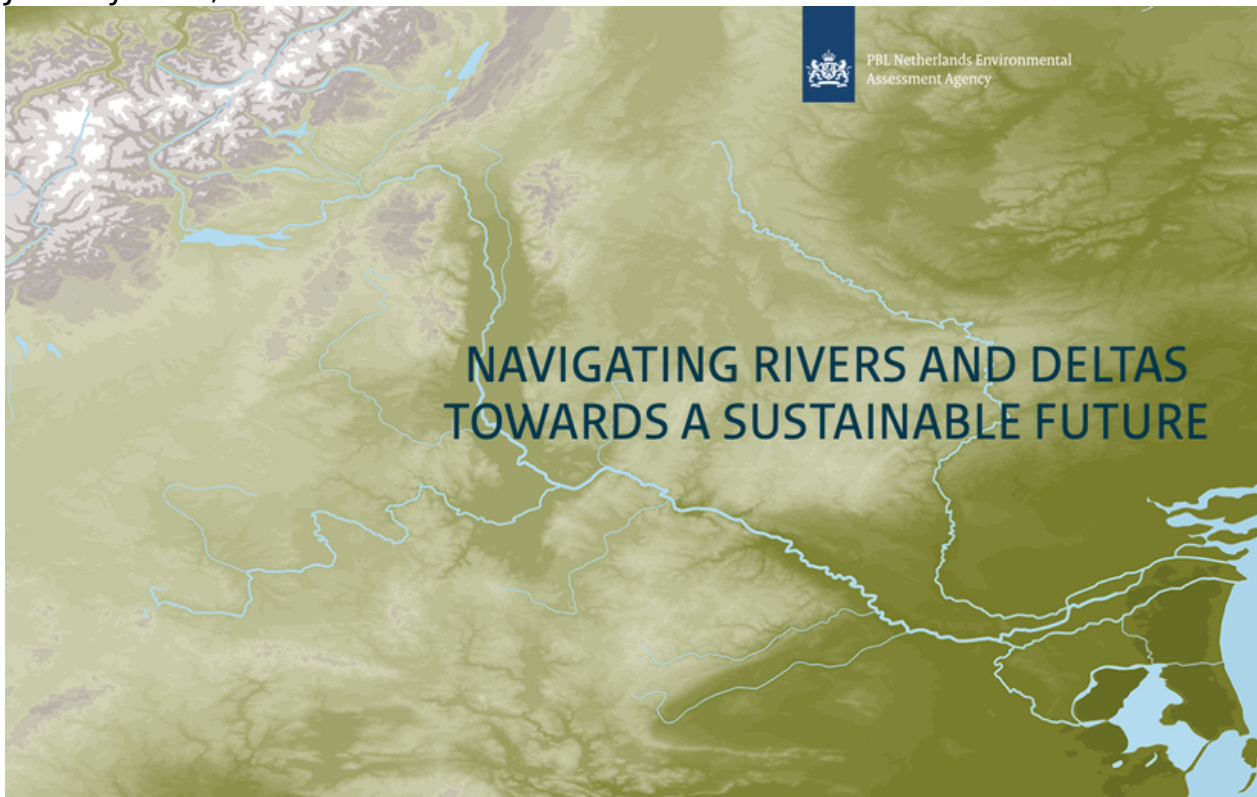 PBL Netherlands Environmental
Assessment Agency
NAVIGATING RIVERS AND DELTAS
TOWARDS A SUSTAINABLE FUTURE